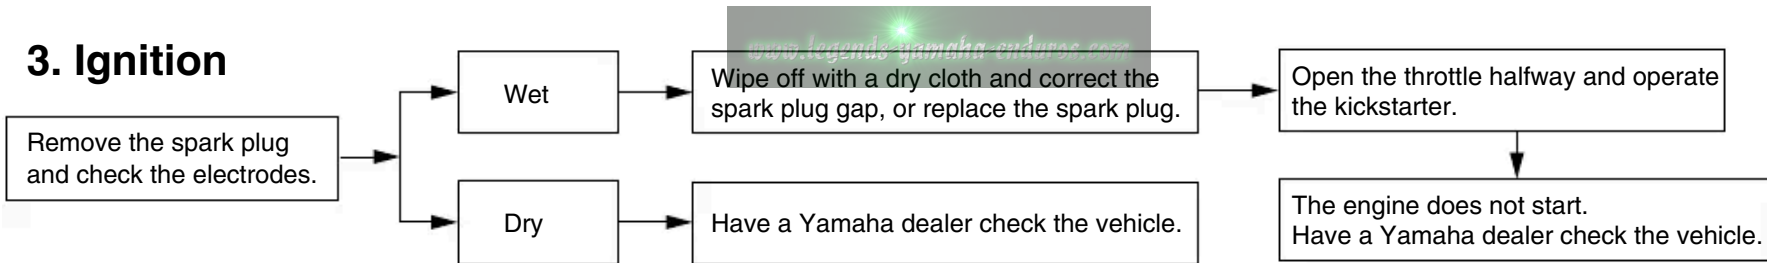 3. Ignition
Remove the spark plug
and check the electrodes.
Wet
www.legends-yamaha-enduros.com
Wipe off with a dry cloth and correct the
spark plug gap, or replace the spark plug.
Open the throttle halfway and operate
the kickstarter.
Dry
Have a Yamaha dealer check the vehicle.
The engine does not start.
Have a Yamaha dealer check the vehicle.